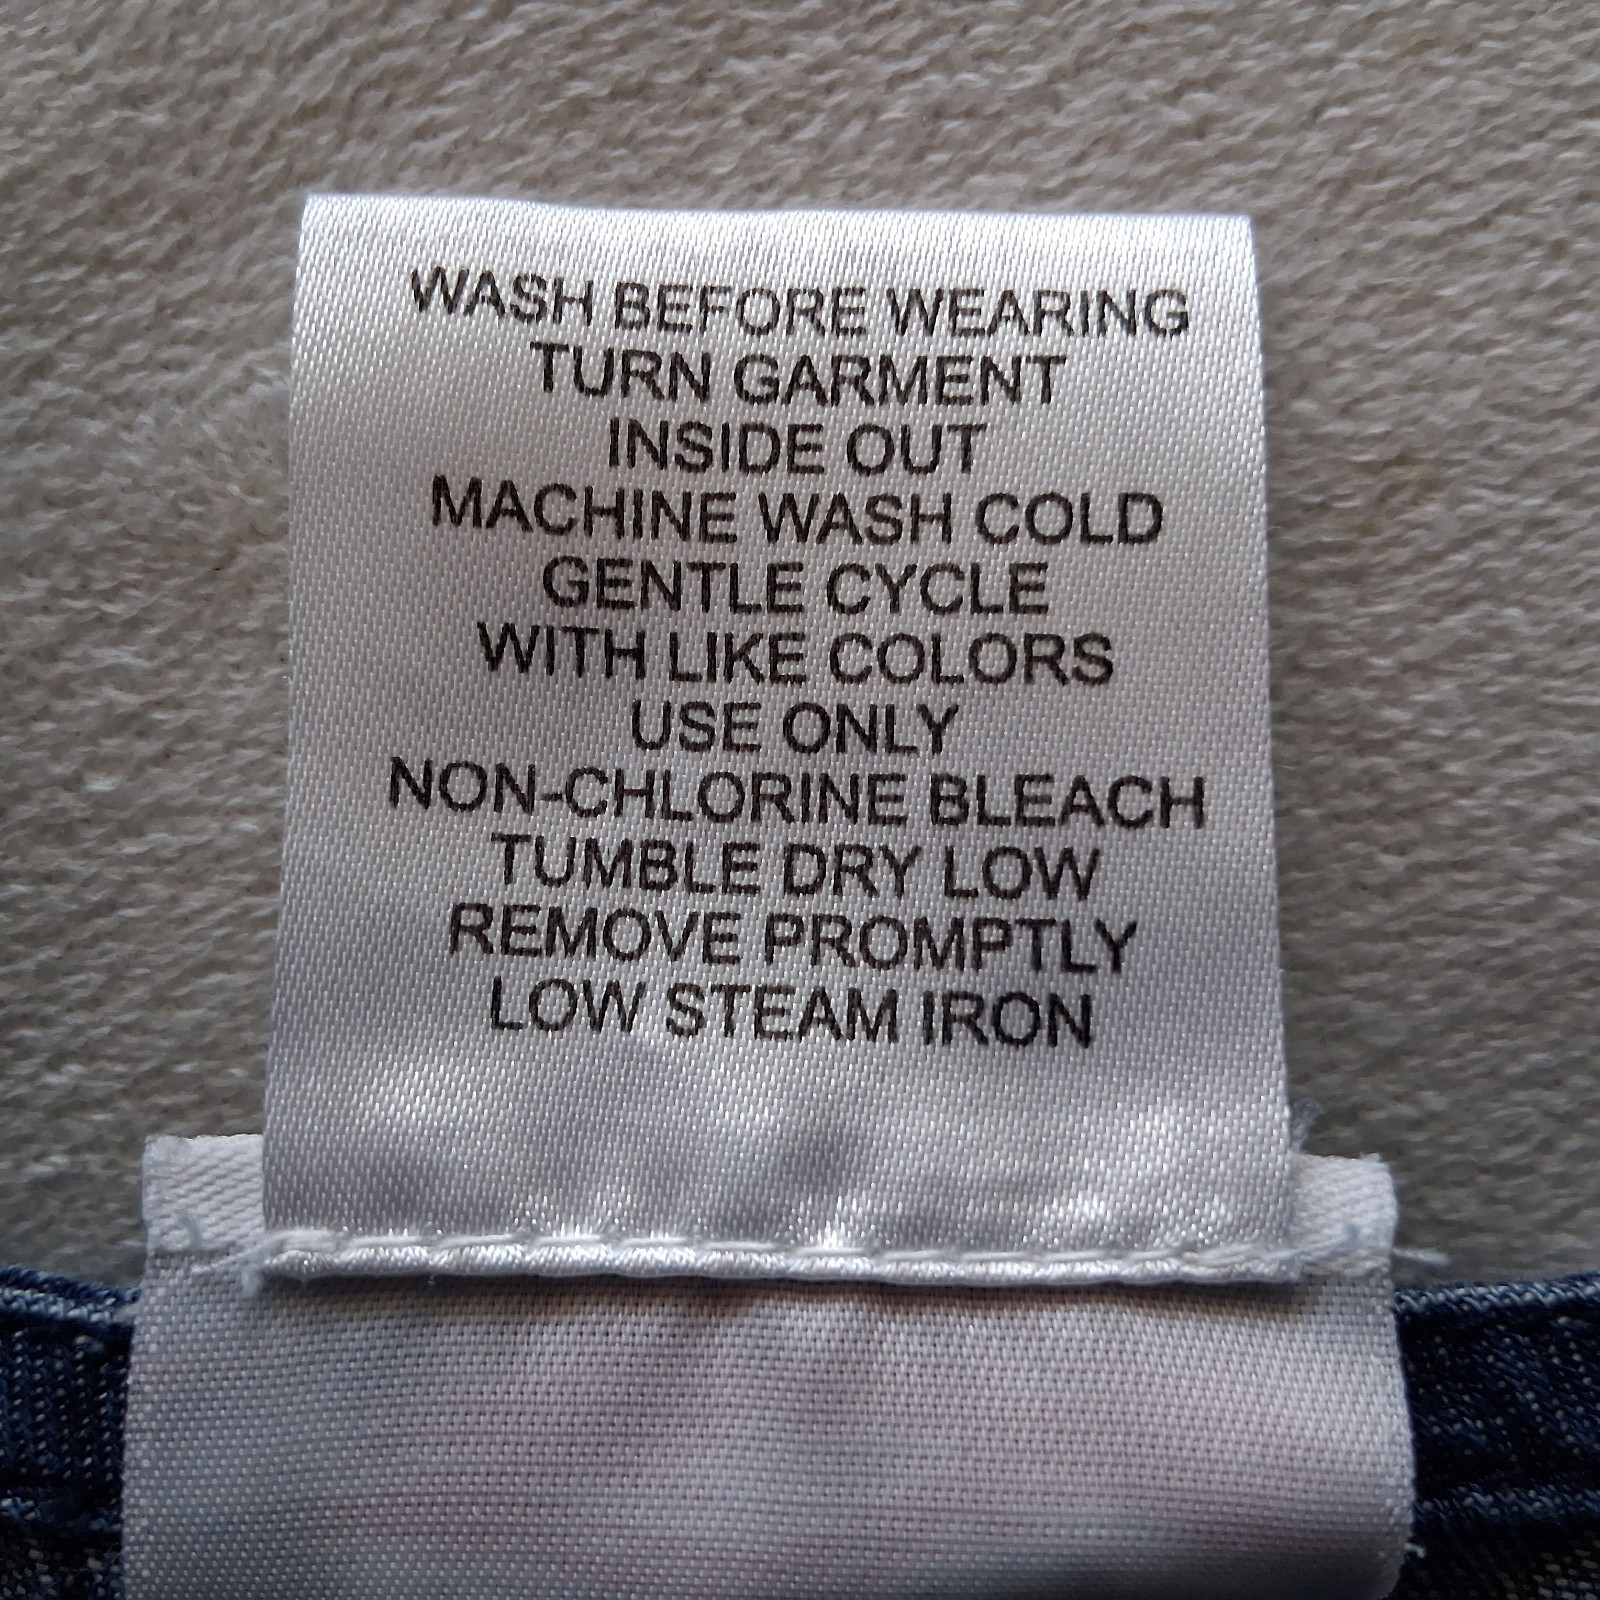 WASH BEFORE WEARING
TURN GARMENT
INSIDE OUT
MACHINE WASH COLD
GENTLE CYCLE
WITH LIKE COLORS
USE ONLY
NON-CHLORINE BLEACH
TUMBLE DRY LOW
REMOVE PROMPTLY
LOW STEAM IRON